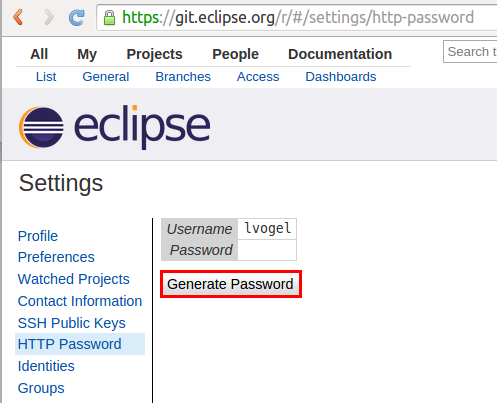 https://git.eclipse.org/r/#/settings/http-password
All My Projects People Documentation
Search t
List General Branches Access Dashboards
eclipse
Settings
Profile
Preferences
Watched Projects
Contact Information
SSH Public Keys
HTTP Password
Identities
Groups
Username lvogel
Password
Generate Password